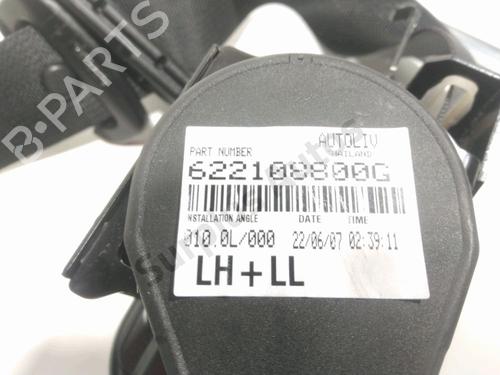 AUTOLIV
THAILAND
PART NUMBER
622108800G
INSTALLATION ANGLE DATE TIME
010.0L/000 22/06/07 02:39:11
LH+LL
B-PARTS